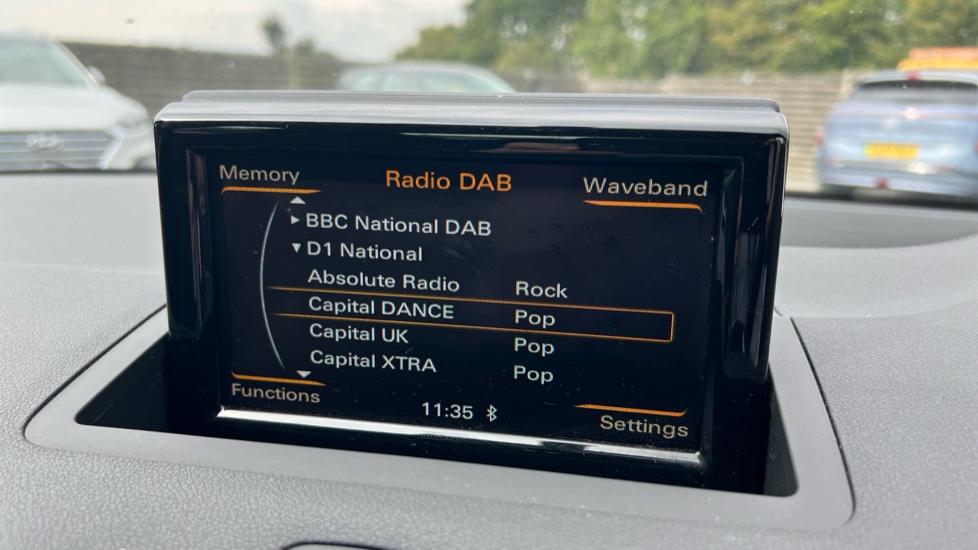 Memory Radio DAB Waveband
BBC National DAB
D1 National
Absolute Radio Rock
Capital DANCE Pop
Capital UK Pop
Capital XTRA Pop
Functions 11:35 Settings